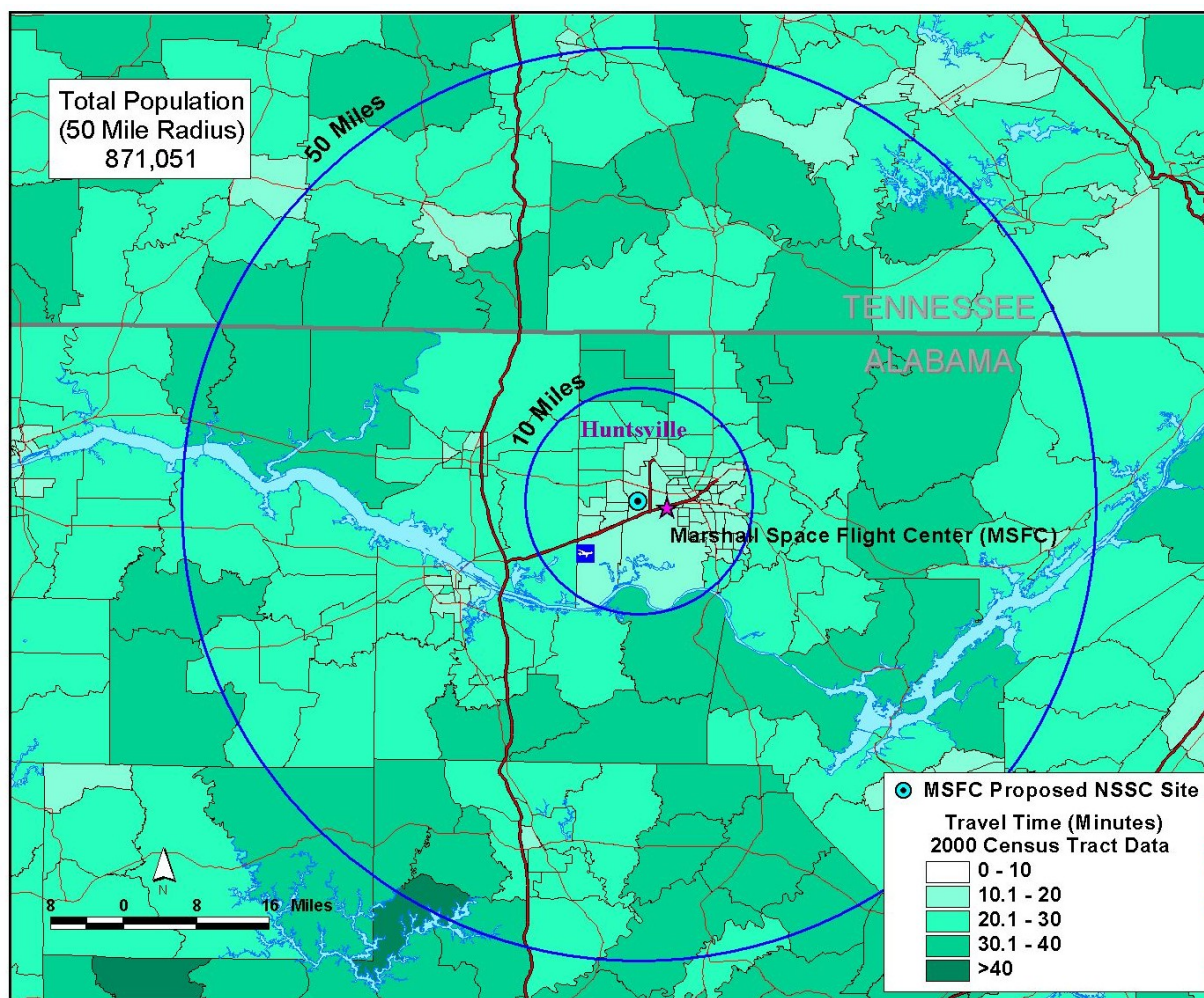 Total Population
(50 Mile Radius)
871,051
50 Miles
TENNESSEE
ALABAMA
10 Miles
Huntsville
Marshall Space Flight Center (MSFC)
MSFC Proposed NSSC Site
Travel Time (Minutes)
2000 Census Tract Data
0 - 10
10.1 - 20
20.1 - 30
30.1 - 40
>40
N
8 0 8 16 Miles